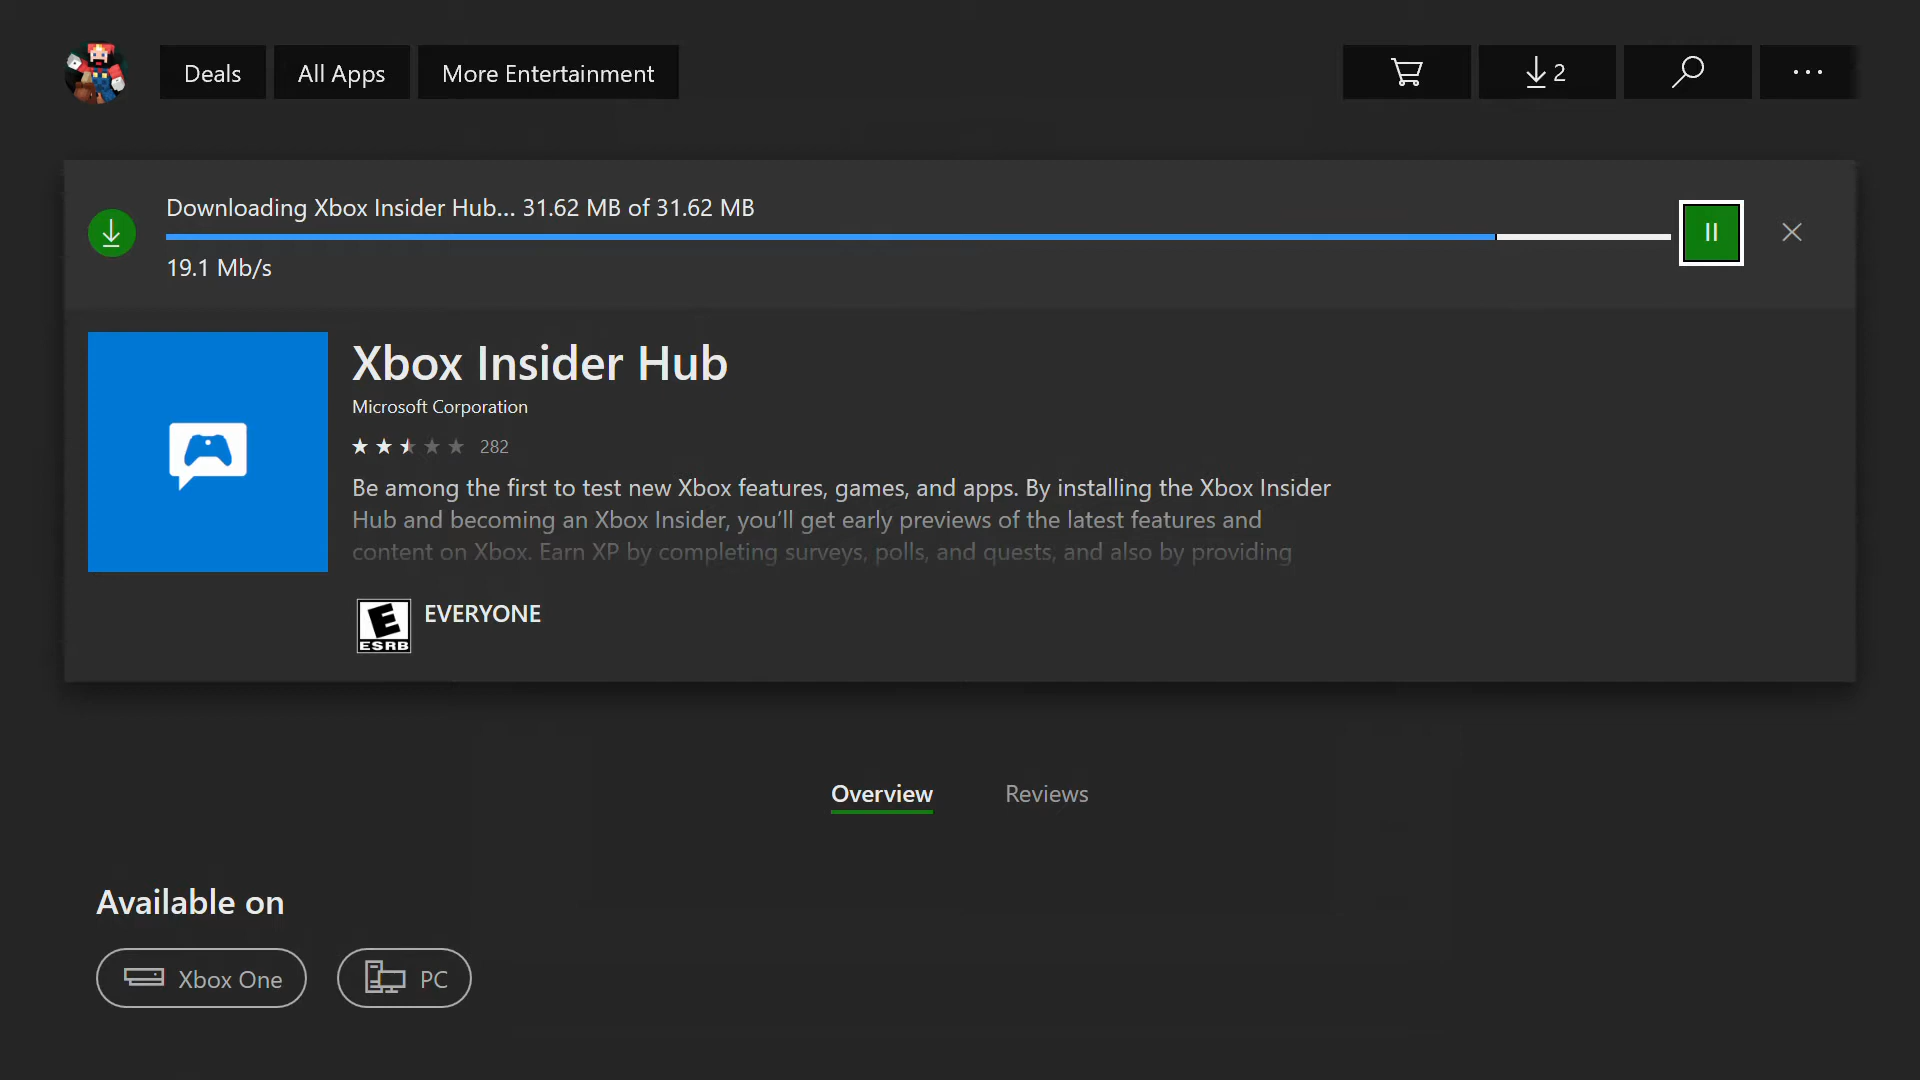 Deals
All Apps
More Entertainment
2
Downloading Xbox Insider Hub... 31.62 MB of 31.62 MB
19.1 Mb/s
Xbox Insider Hub
Microsoft Corporation
282
Be among the first to test new Xbox features, games, and apps. By installing the Xbox Insider
Hub and becoming an Xbox Insider, you’ll get early previews of the latest features and
content on Xbox. Earn XP by completing surveys, polls, and quests, and also by providing
E
ESRB
EVERYONE
Overview
Reviews
Available on
Xbox One
PC